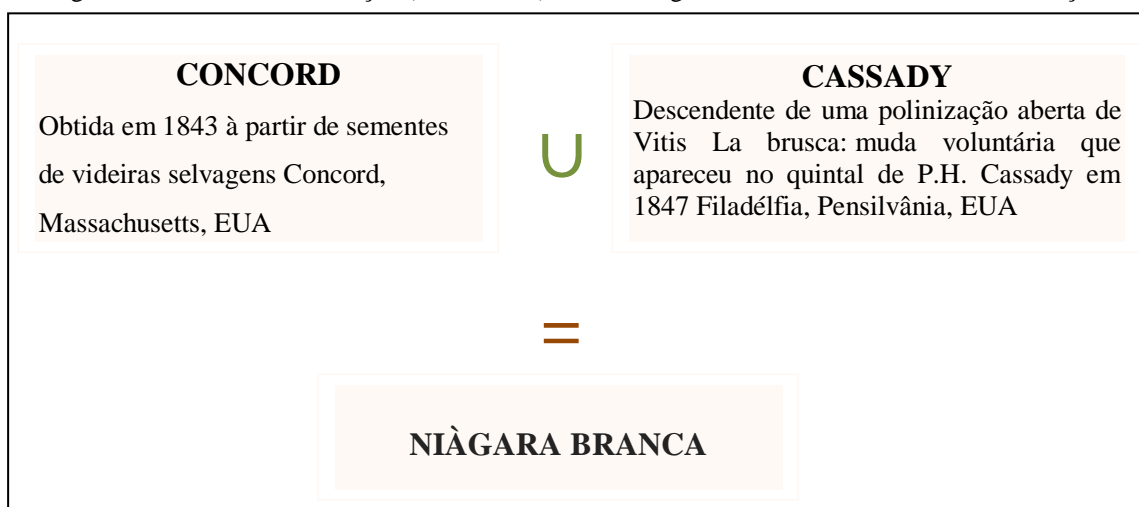 CONCORD
Obtida em 1843 à partir de sementes
de videiras selvagens Concord,
Massachusetts, EUA
∪
CASSADY
Descendente de uma polinização aberta de
Vitis La brusca: muda voluntária que
apareceu no quintal de P.H. Cassady em
1847 Filadélfia, Pensilvânia, EUA
=
NIÀGARA BRANCA